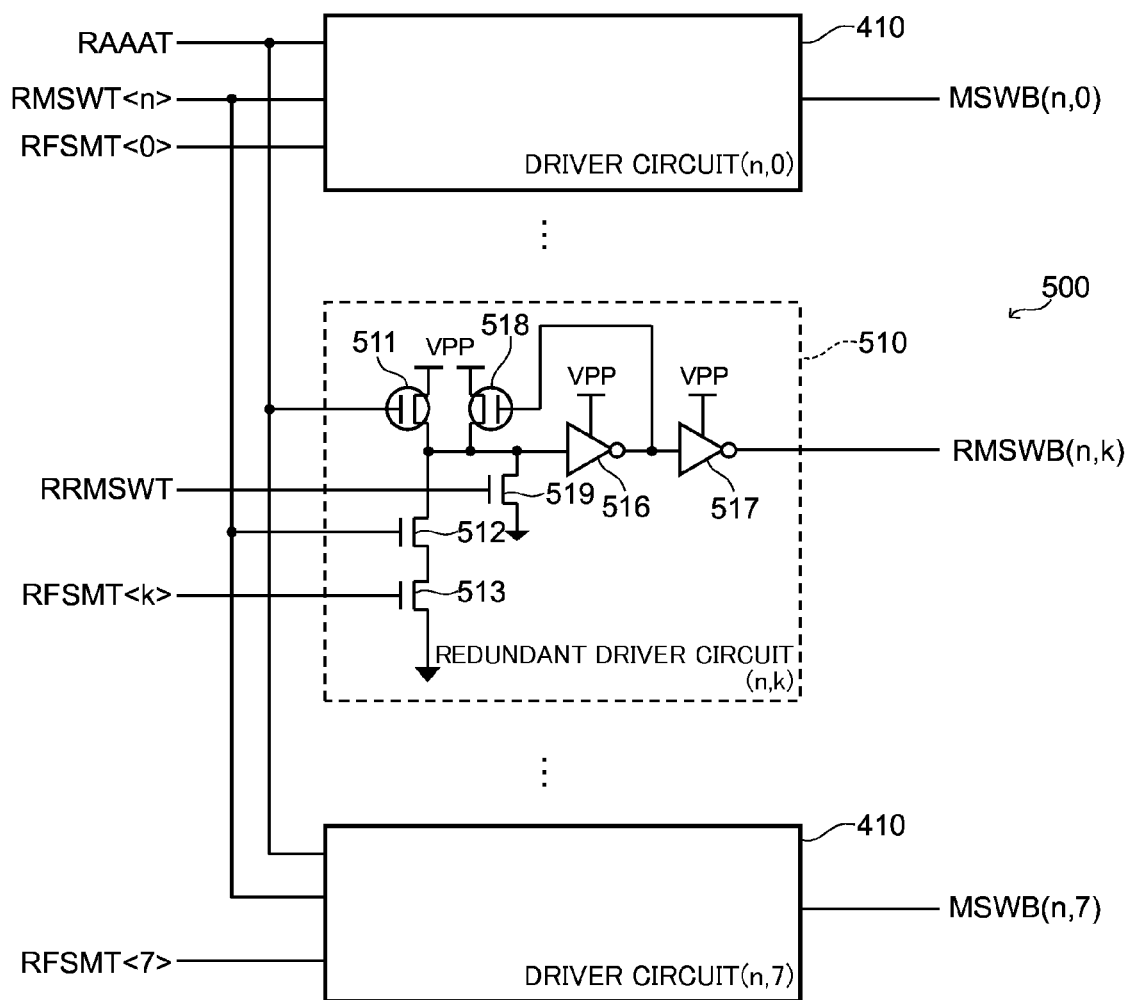 RAAAT
410
RMSWT<n>
MSWB(n,0)
RFSMT<0>
DRIVER CIRCUIT(n,0)
500
511
VPP
518
510
VPP
VPP
RMSWB(n,k)
RRMSWT
519
516
517
512
RFSMT<k>
513
REDUNDANT DRIVER CIRCUIT
(n,k)
410
MSWB(n,7)
RFSMT<7>
DRIVER CIRCUIT(n,7)